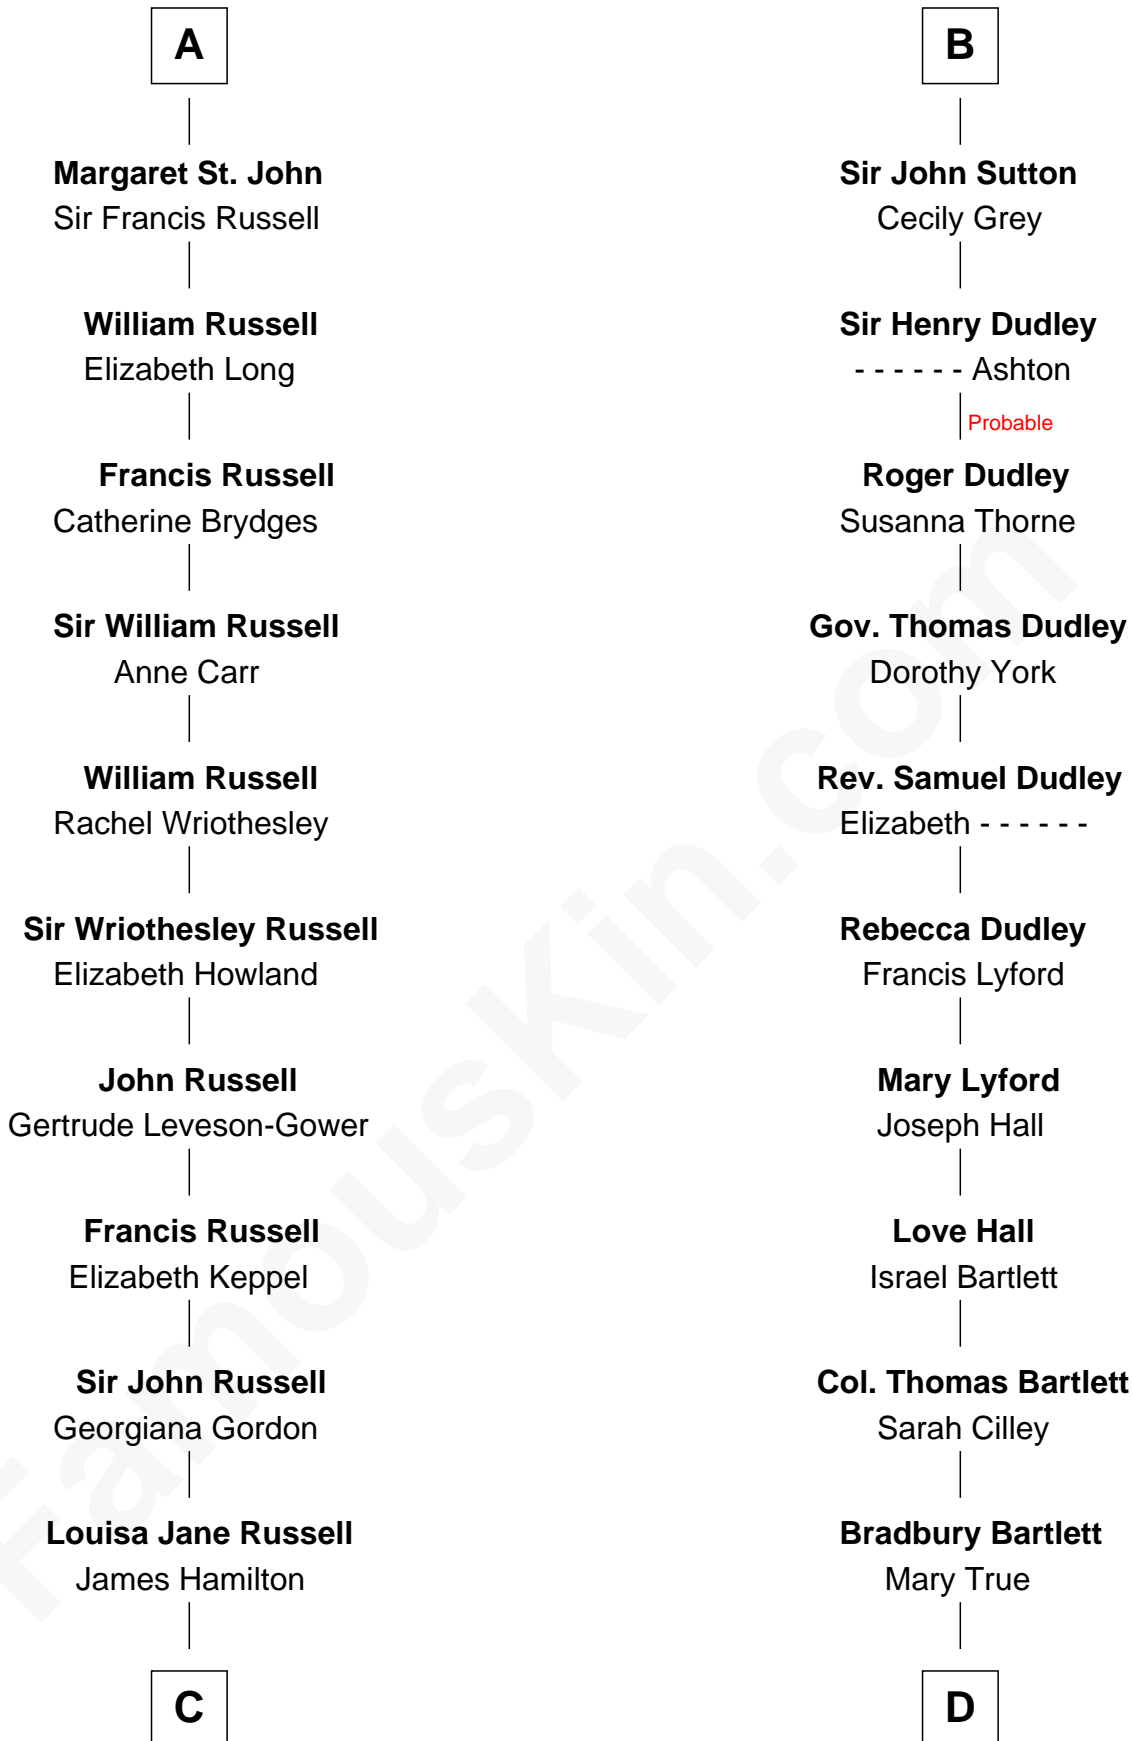 A
Margaret St. John
Sir Francis Russell
William Russell
Elizabeth Long
Francis Russell
Catherine Brydges
Sir William Russell
Anne Carr
William Russell
Rachel Wriothesley
Sir Wriothesley Russell
Elizabeth Howland
John Russell
Gertrude Leveson-Gower
Francis Russell
Elizabeth Keppel
Sir John Russell
Georgiana Gordon
Louisa Jane Russell
James Hamilton
C
B
Sir John Sutton
Cecily Grey
Sir Henry Dudley
- - - - - - Ashton
Probable
Roger Dudley
Susanna Thorne
Gov. Thomas Dudley
Dorothy York
Rev. Samuel Dudley
Elizabeth - - - - - -
Rebecca Dudley
Francis Lyford
Mary Lyford
Joseph Hall
Love Hall
Israel Bartlett
Col. Thomas Bartlett
Sarah Cilley
Bradbury Bartlett
Mary True
D
FamousKin.com